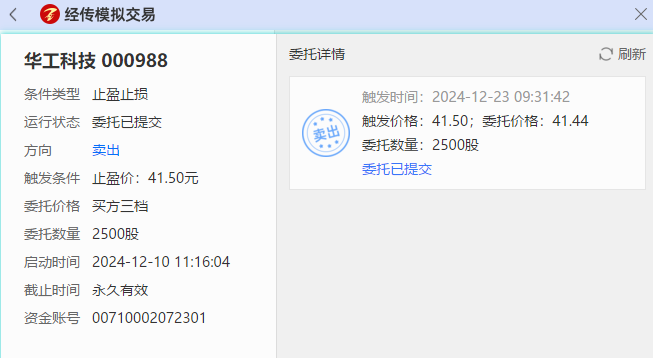 经传模拟交易
华工科技 000988
条件类型 止盈止损
运行状态 委托已提交
方向 卖出
触发条件 止盈价：41.50元
委托价格 买方三档
委托数量 2500股
启动时间 2024-12-10 11:16:04
截止时间 永久有效
资金账号 00710002072301
委托详情 刷新
触发时间：2024-12-23 09:31:42
卖出
触发价格：41.50；委托价格：41.44
委托数量：2500股
委托已提交